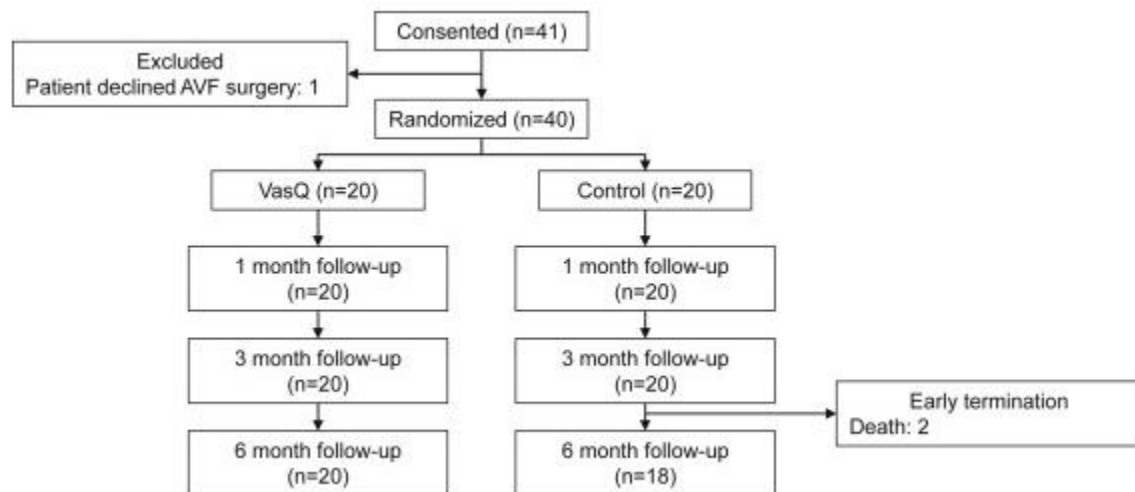 Consented (n=41)
Excluded
Patient declined AVF surgery: 1
Randomized (n=40)
VasQ (n=20)
Control (n=20)
1 month follow-up
(n=20)
1 month follow-up
(n=20)
3 month follow-up
(n=20)
3 month follow-up
(n=20)
Early termination
Death: 2
6 month follow-up
(n=20)
6 month follow-up
(n=18)